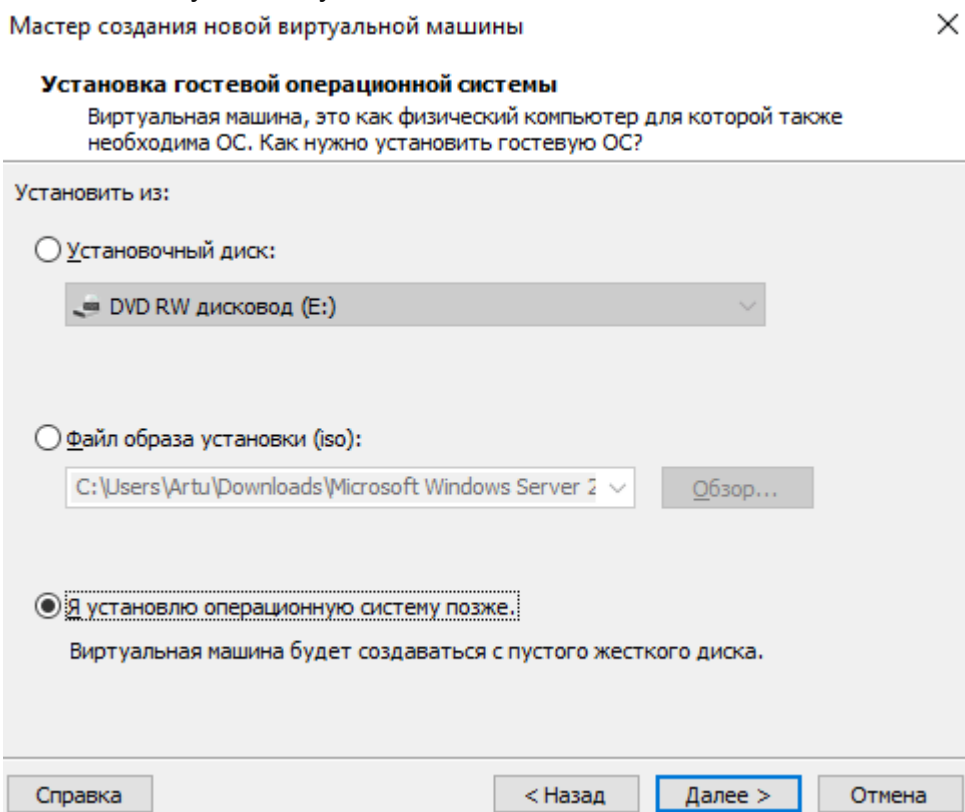 Мастер создания новой виртуальной машины
Установка гостевой операционной системы
Виртуальная машина, это как физический компьютер для которой также
необходима ОС. Как нужно установить гостевую ОС?
Установить из:
Установочный диск:
DVD RW дисковод (E:)
Файл образа установки (iso):
C:\Users\Artu\Downloads\Microsoft Windows Server 2
Обзор...
Я установлю операционную систему позже.
Виртуальная машина будет создаваться с пустого жесткого диска.
Справка
< Назад
Далее >
Отмена